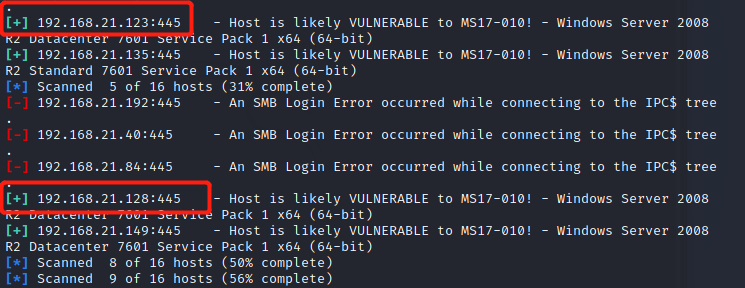 .
[+] 192.168.21.123:445 - Host is likely VULNERABLE to MS17-010! - Windows Server 2008
R2 Datacenter 7601 Service Pack 1 x64 (64-bit)
[+] 192.168.21.135:445 - Host is likely VULNERABLE to MS17-010! - Windows Server 2008
R2 Standard 7601 Service Pack 1 x64 (64-bit)
[*] Scanned 5 of 16 hosts (31% complete)
[-] 192.168.21.192:445 - An SMB Login Error occurred while connecting to the IPC$ tree
.
[-] 192.168.21.40:445 - An SMB Login Error occurred while connecting to the IPC$ tree
.
[-] 192.168.21.84:445 - An SMB Login Error occurred while connecting to the IPC$ tree
.
[+] 192.168.21.128:445 - Host is likely VULNERABLE to MS17-010! - Windows Server 2008
R2 Datacenter 7601 Service Pack 1 x64 (64-bit)
[+] 192.168.21.149:445 - Host is likely VULNERABLE to MS17-010! - Windows Server 2008
R2 Datacenter 7601 Service Pack 1 x64 (64-bit)
[*] Scanned 8 of 16 hosts (50% complete)
[*] Scanned 9 of 16 hosts (56% complete)